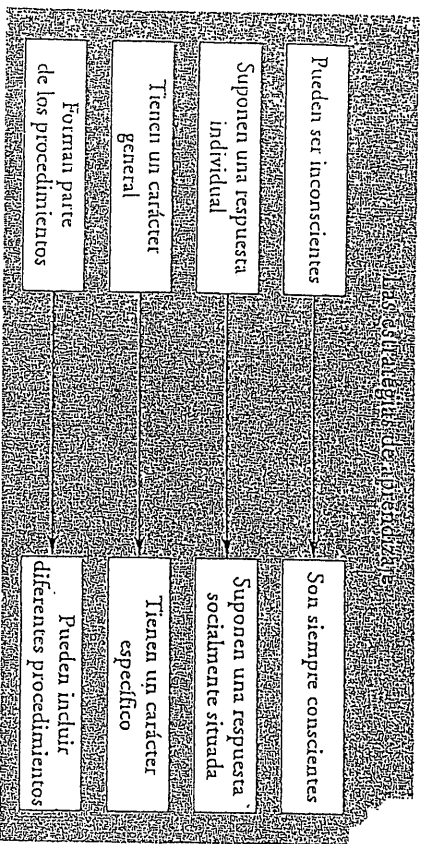 Las estrategias de aprendizaje
Pueden ser inconscientes
Son siempre conscientes
Suponen una respuesta
individual
Suponen una respuesta
socialmente situada
Tienen un carácter
general
Tienen un carácter
específico
Forman parte
de los procedimientos
Pueden incluir
diferentes procedimientos